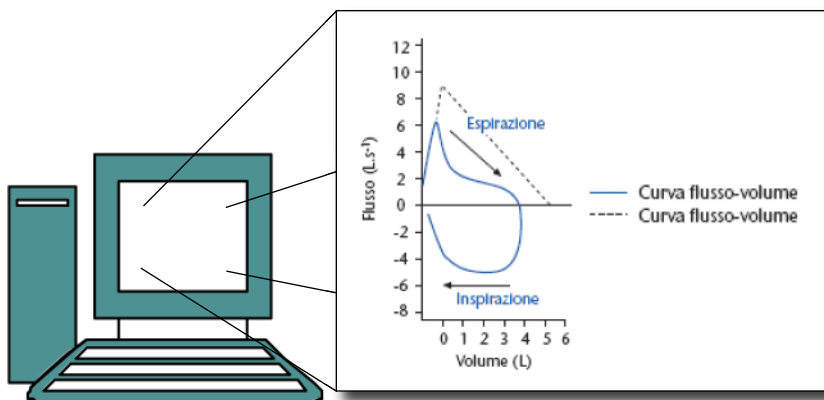 12
10
8
6
4
2
0
-2
-4
-6
-8
Flusso (L.s-¹)
Espirazione
Inspirazione
0 1 2 3 4 5 6
Volume (L)
Curva flusso-volume
Curva flusso-volume